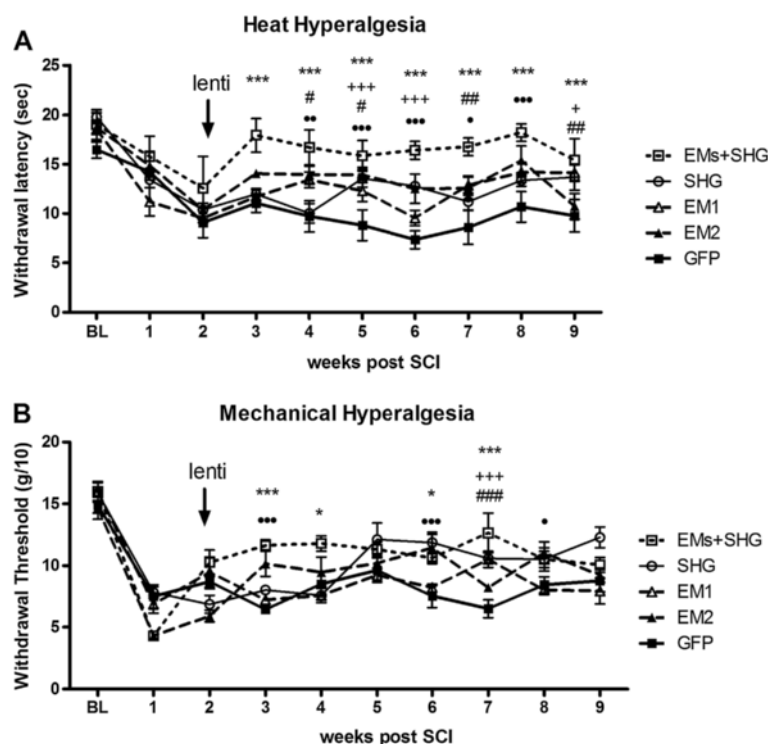 A
Heat Hyperalgesia
Withdrawal latency (sec)
25
20
15
10
5
0
lenti
***
***
#
••
***
+++
#
•••
***
+++
•••
***
##
•
***
•••
***
+
##
BL 1 2 3 4 5 6 7 8 9
weeks post SCI
EMs+SHG
SHG
EM1
EM2
GFP
B
Mechanical Hyperalgesia
Withdrawal Threshold (g/10)
20
15
10
5
0
lenti
***
•••
*
*
•••
***
+++
###
•
BL 1 2 3 4 5 6 7 8 9
weeks post SCI
EMs+SHG
SHG
EM1
EM2
GFP